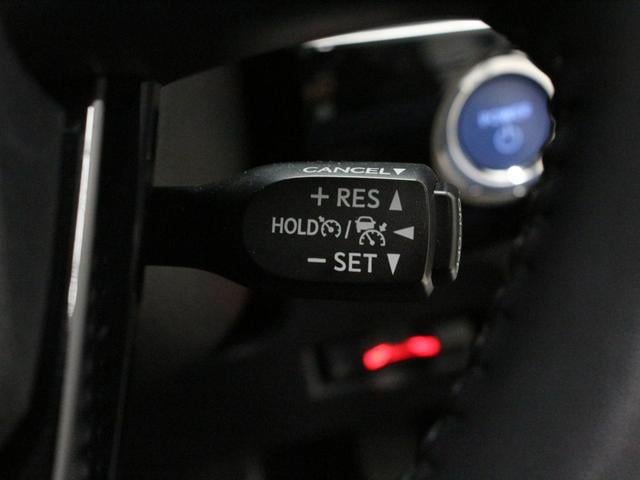 CANCEL▼
+ RES ▲
HOLD / ◀
− SET ▼